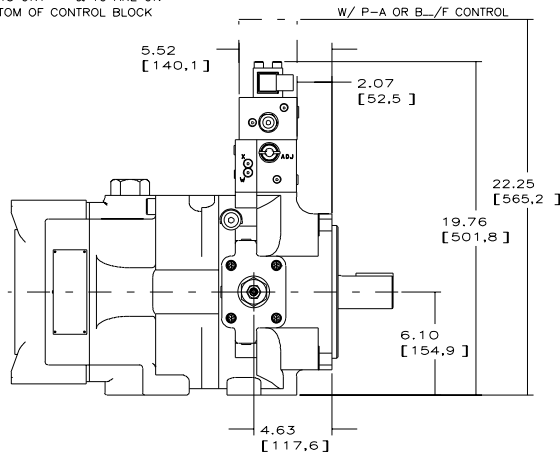 TOM OF CONTROL BLOCK
W/ P-A OR B__/F CONTROL
5.52
[140,1]
2.07
[52,5]
X
W
ADJ
22.25
[565,2]
19.76
[501,8]
6.10
[154,9]
4.63
[117,6]